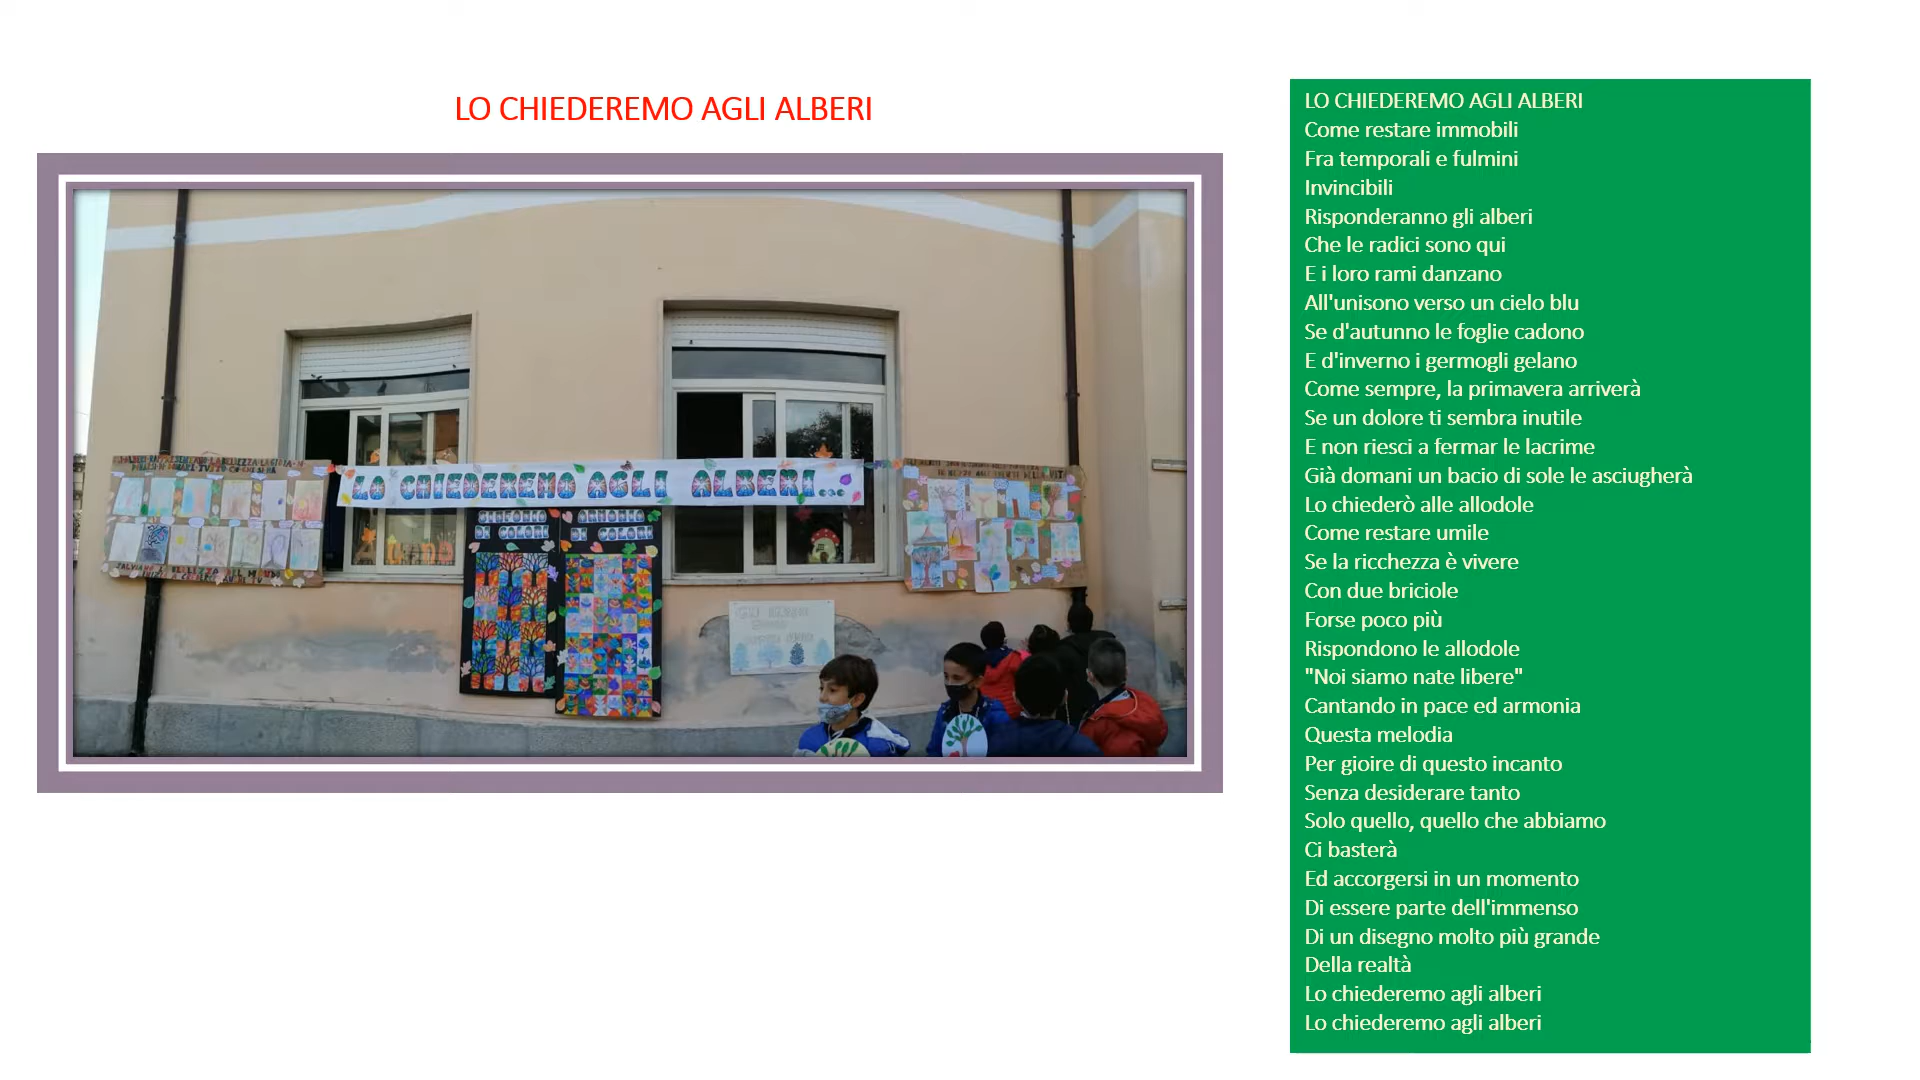 LO CHIEDEREMO AGLI ALBERI
LO CHIEDEREMO AGLI ALBERI...
SINFONIA
DI COLORI
ARMONIA
DI COLORI
GLI ALBERI
LO CHIEDEREMO AGLI ALBERI
Come restare immobili
Fra temporali e fulmini
Invincibili
Risponderanno gli alberi
Che le radici sono qui
E i loro rami danzano
All'unisono verso un cielo blu
Se d'autunno le foglie cadono
E d'inverno i germogli gelano
Come sempre, la primavera arriverà
Se un dolore ti sembra inutile
E non riesci a fermar le lacrime
Già domani un bacio di sole le asciugherà
Lo chiederò alle allodole
Come restare umile
Se la ricchezza è vivere
Con due briciole
Forse poco più
Rispondono le allodole
"Noi siamo nate libere"
Cantando in pace ed armonia
Questa melodia
Per gioire di questo incanto
Senza desiderare tanto
Solo quello, quello che abbiamo
Ci basterà
Ed accorgersi in un momento
Di essere parte dell'immenso
Di un disegno molto più grande
Della realtà
Lo chiederemo agli alberi
Lo chiederemo agli alberi